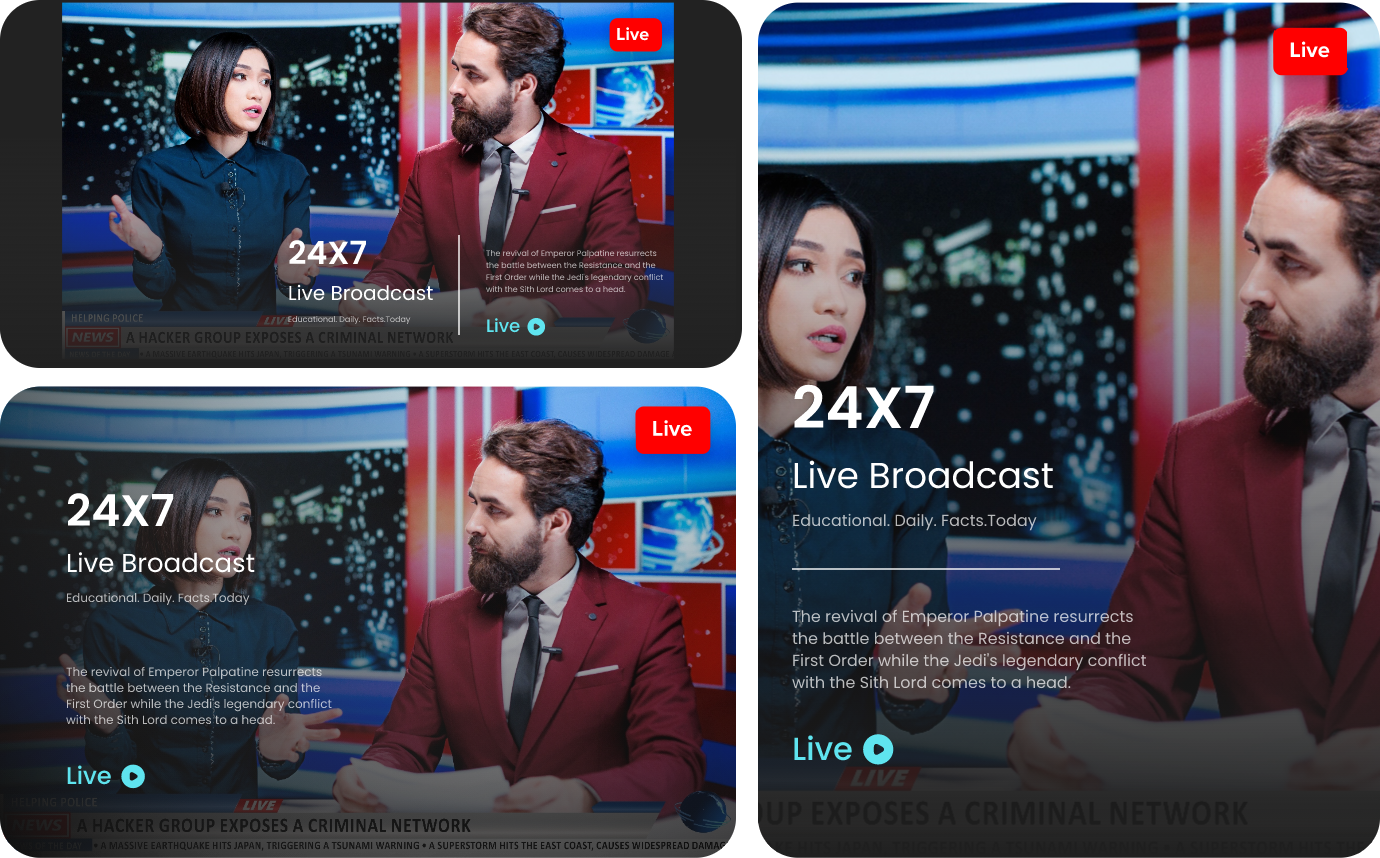 Live
24X7
Live Broadcast
Educational. Daily. Facts.Today
The revival of Emperor Palpatine resurrects
the battle between the Resistance and the
First Order while the Jedi's legendary conflict
with the Sith Lord comes to a head.
Live
HELPING POLICE
LIVE
NEWS
A HACKER GROUP EXPOSES A CRIMINAL NETWORK
• A MASSIVE EARTHQUAKE HITS JAPAN, TRIGGERING A TSUNAMI WARNING • A SUPERSTORM HITS THE EAST COAST, CAUSES WIDESPREAD DAMAGE
Live
24X7
Live Broadcast
Educational. Daily. Facts.Today
The revival of Emperor Palpatine resurrects
the battle between the Resistance and the
First Order while the Jedi's legendary conflict
with the Sith Lord comes to a head.
Live
HELPING POLICE
LIVE
NEWS
A HACKER GROUP EXPOSES A CRIMINAL NETWORK
• A MASSIVE EARTHQUAKE HITS JAPAN, TRIGGERING A TSUNAMI WARNING • A SUPERSTORM HITS THE EAST COAST, CAUSES WIDESPREAD DAMAG
Live
24X7
Live Broadcast
Educational. Daily. Facts.Today
The revival of Emperor Palpatine resurrects
the battle between the Resistance and the
First Order while the Jedi's legendary conflict
with the Sith Lord comes to a head.
Live
LIVE
OUP EXPOSES A CRIMINAL NETWORK